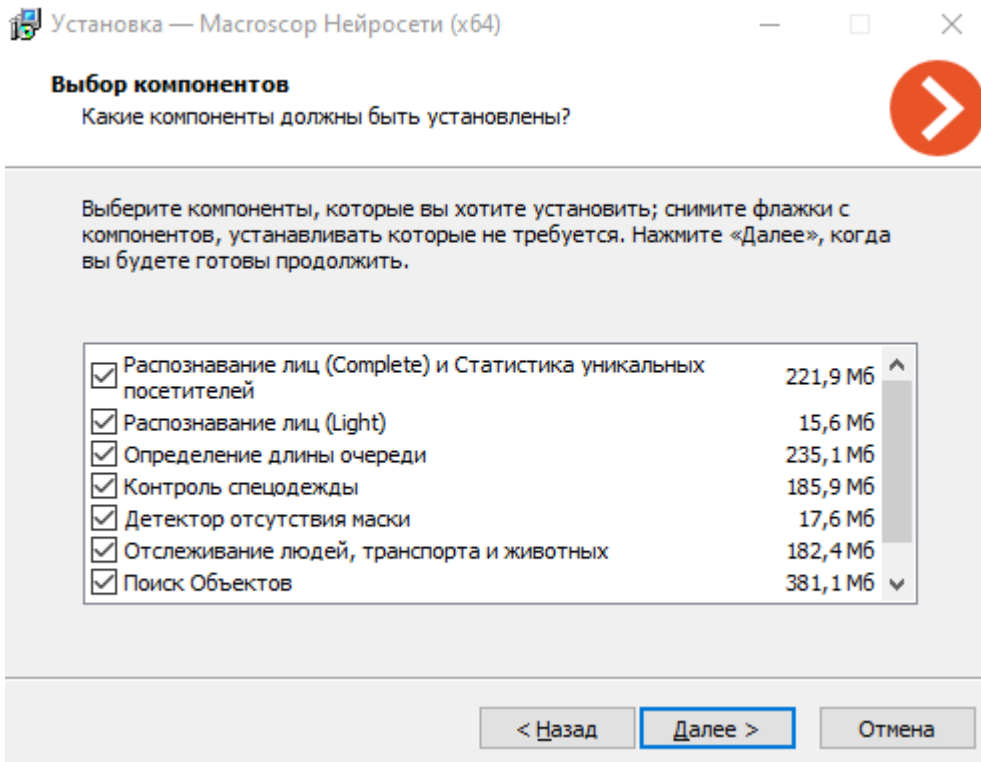 Установка — Macroscop Нейросети (x64)
Выбор компонентов
Какие компоненты должны быть установлены?
Выберите компоненты, которые вы хотите установить; снимите флажки с
компонентов, устанавливать которые не требуется. Нажмите «Далее», когда
вы будете готовы продолжить.
Распознавание лиц (Complete) и Статистика уникальных
посетителей 221,9 Мб
Распознавание лиц (Light) 15,6 Мб
Определение длины очереди 235,1 Мб
Контроль спецодежды 185,9 Мб
Детектор отсутствия маски 17,6 Мб
Отслеживание людей, транспорта и животных 182,4 Мб
Поиск Объектов 381,1 Мб
< Назад Далее > Отмена